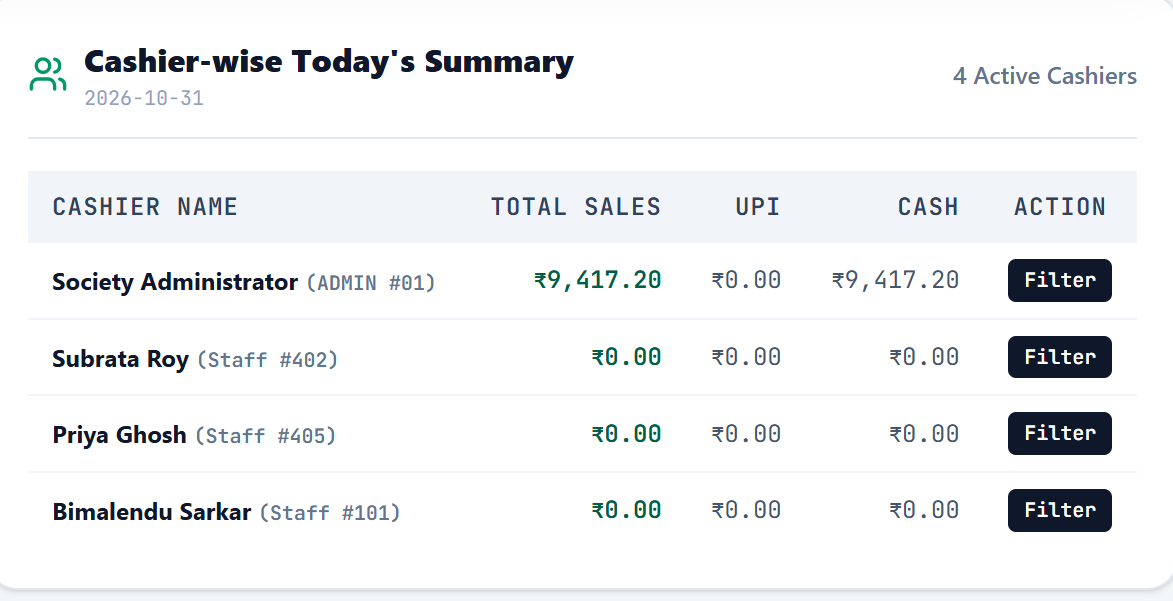 Cashier-wise Today's Summary
2026-10-31
4 Active Cashiers
CASHIER NAME TOTAL SALES UPI CASH ACTION
Society Administrator (ADMIN #01) ₹9,417.20 ₹0.00 ₹9,417.20 Filter
Subrata Roy (Staff #402) ₹0.00 ₹0.00 ₹0.00 Filter
Priya Ghosh (Staff #405) ₹0.00 ₹0.00 ₹0.00 Filter
Bimalendu Sarkar (Staff #101) ₹0.00 ₹0.00 ₹0.00 Filter